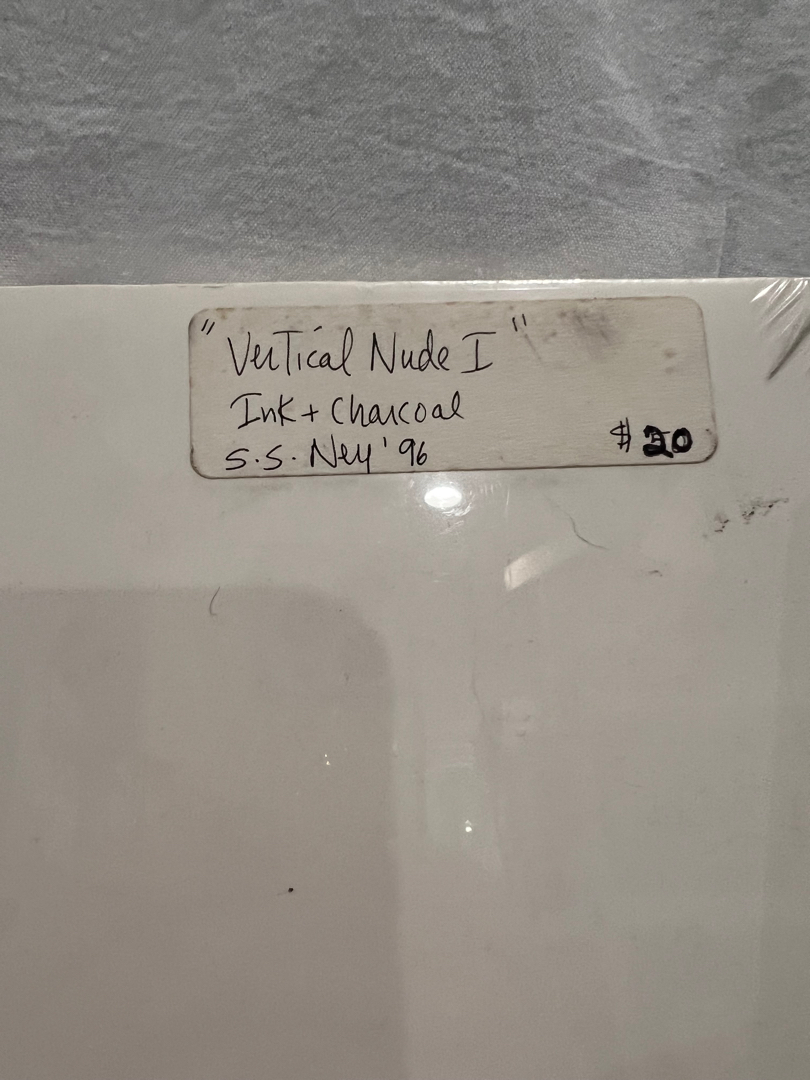 "Vertical Nude I"
Ink + Charcoal
S.S. Ney '96
$20